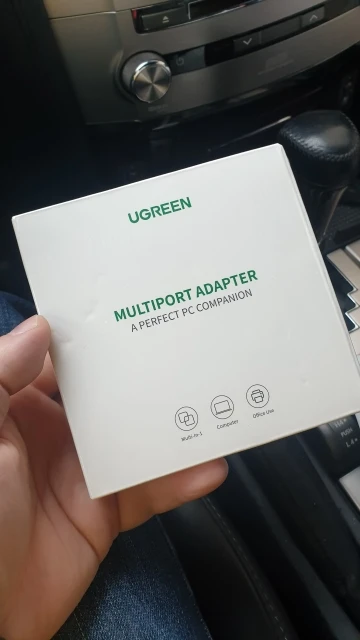 UGREEN
MULTIPORT ADAPTER
A PERFECT PC COMPANION
Multi-in-1
Computer
Office Use